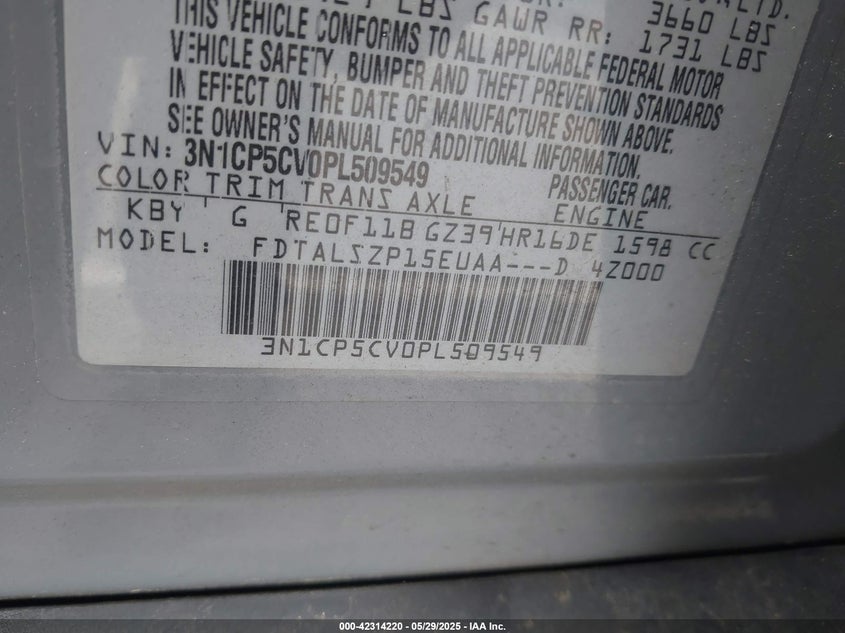 LBS GAWR RR: 1731 LBS
3660 LBS
THIS VEHICLE CONFORMS TO ALL APPLICABLE FEDERAL MOTOR
VEHICLE SAFETY, BUMPER AND THEFT PREVENTION STANDARDS
IN EFFECT ON THE DATE OF MANUFACTURE SHOWN ABOVE.
SEE OWNER'S MANUAL FOR ADDITIONAL INFORMATION.
VIN: 3N1CP5CV0PL509549 PASSENGER CAR.
COLOR TRIM TRANS AXLE ENGINE
KBY G RE0F11B GZ39 HR16DE 1598 CC
MODEL: FDTALSZP15EUAA---D 4Z000
3N1CP5CV0PL509549
000-42314220 - 05/29/2025 - IAA Inc.